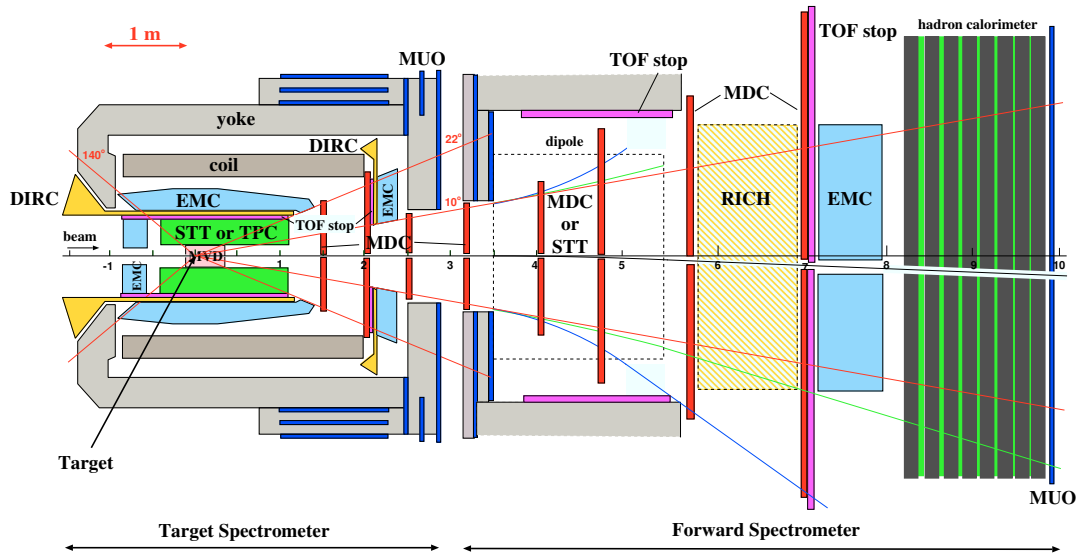 1 m
hadron calorimeter
TOF stop
MUO
TOF stop
MDC
yoke
22°
DIRC
dipole
140°
coil
DIRC
EMC
EMC
10°
MDC
or
STT
RICH
EMC
TOF stop
STT or TPC
beam
MDC
MVD
-1
0
1
2
3
4
5
6
7
8
9
10
EMC
Target
MUO
Target Spectrometer
Forward Spectrometer